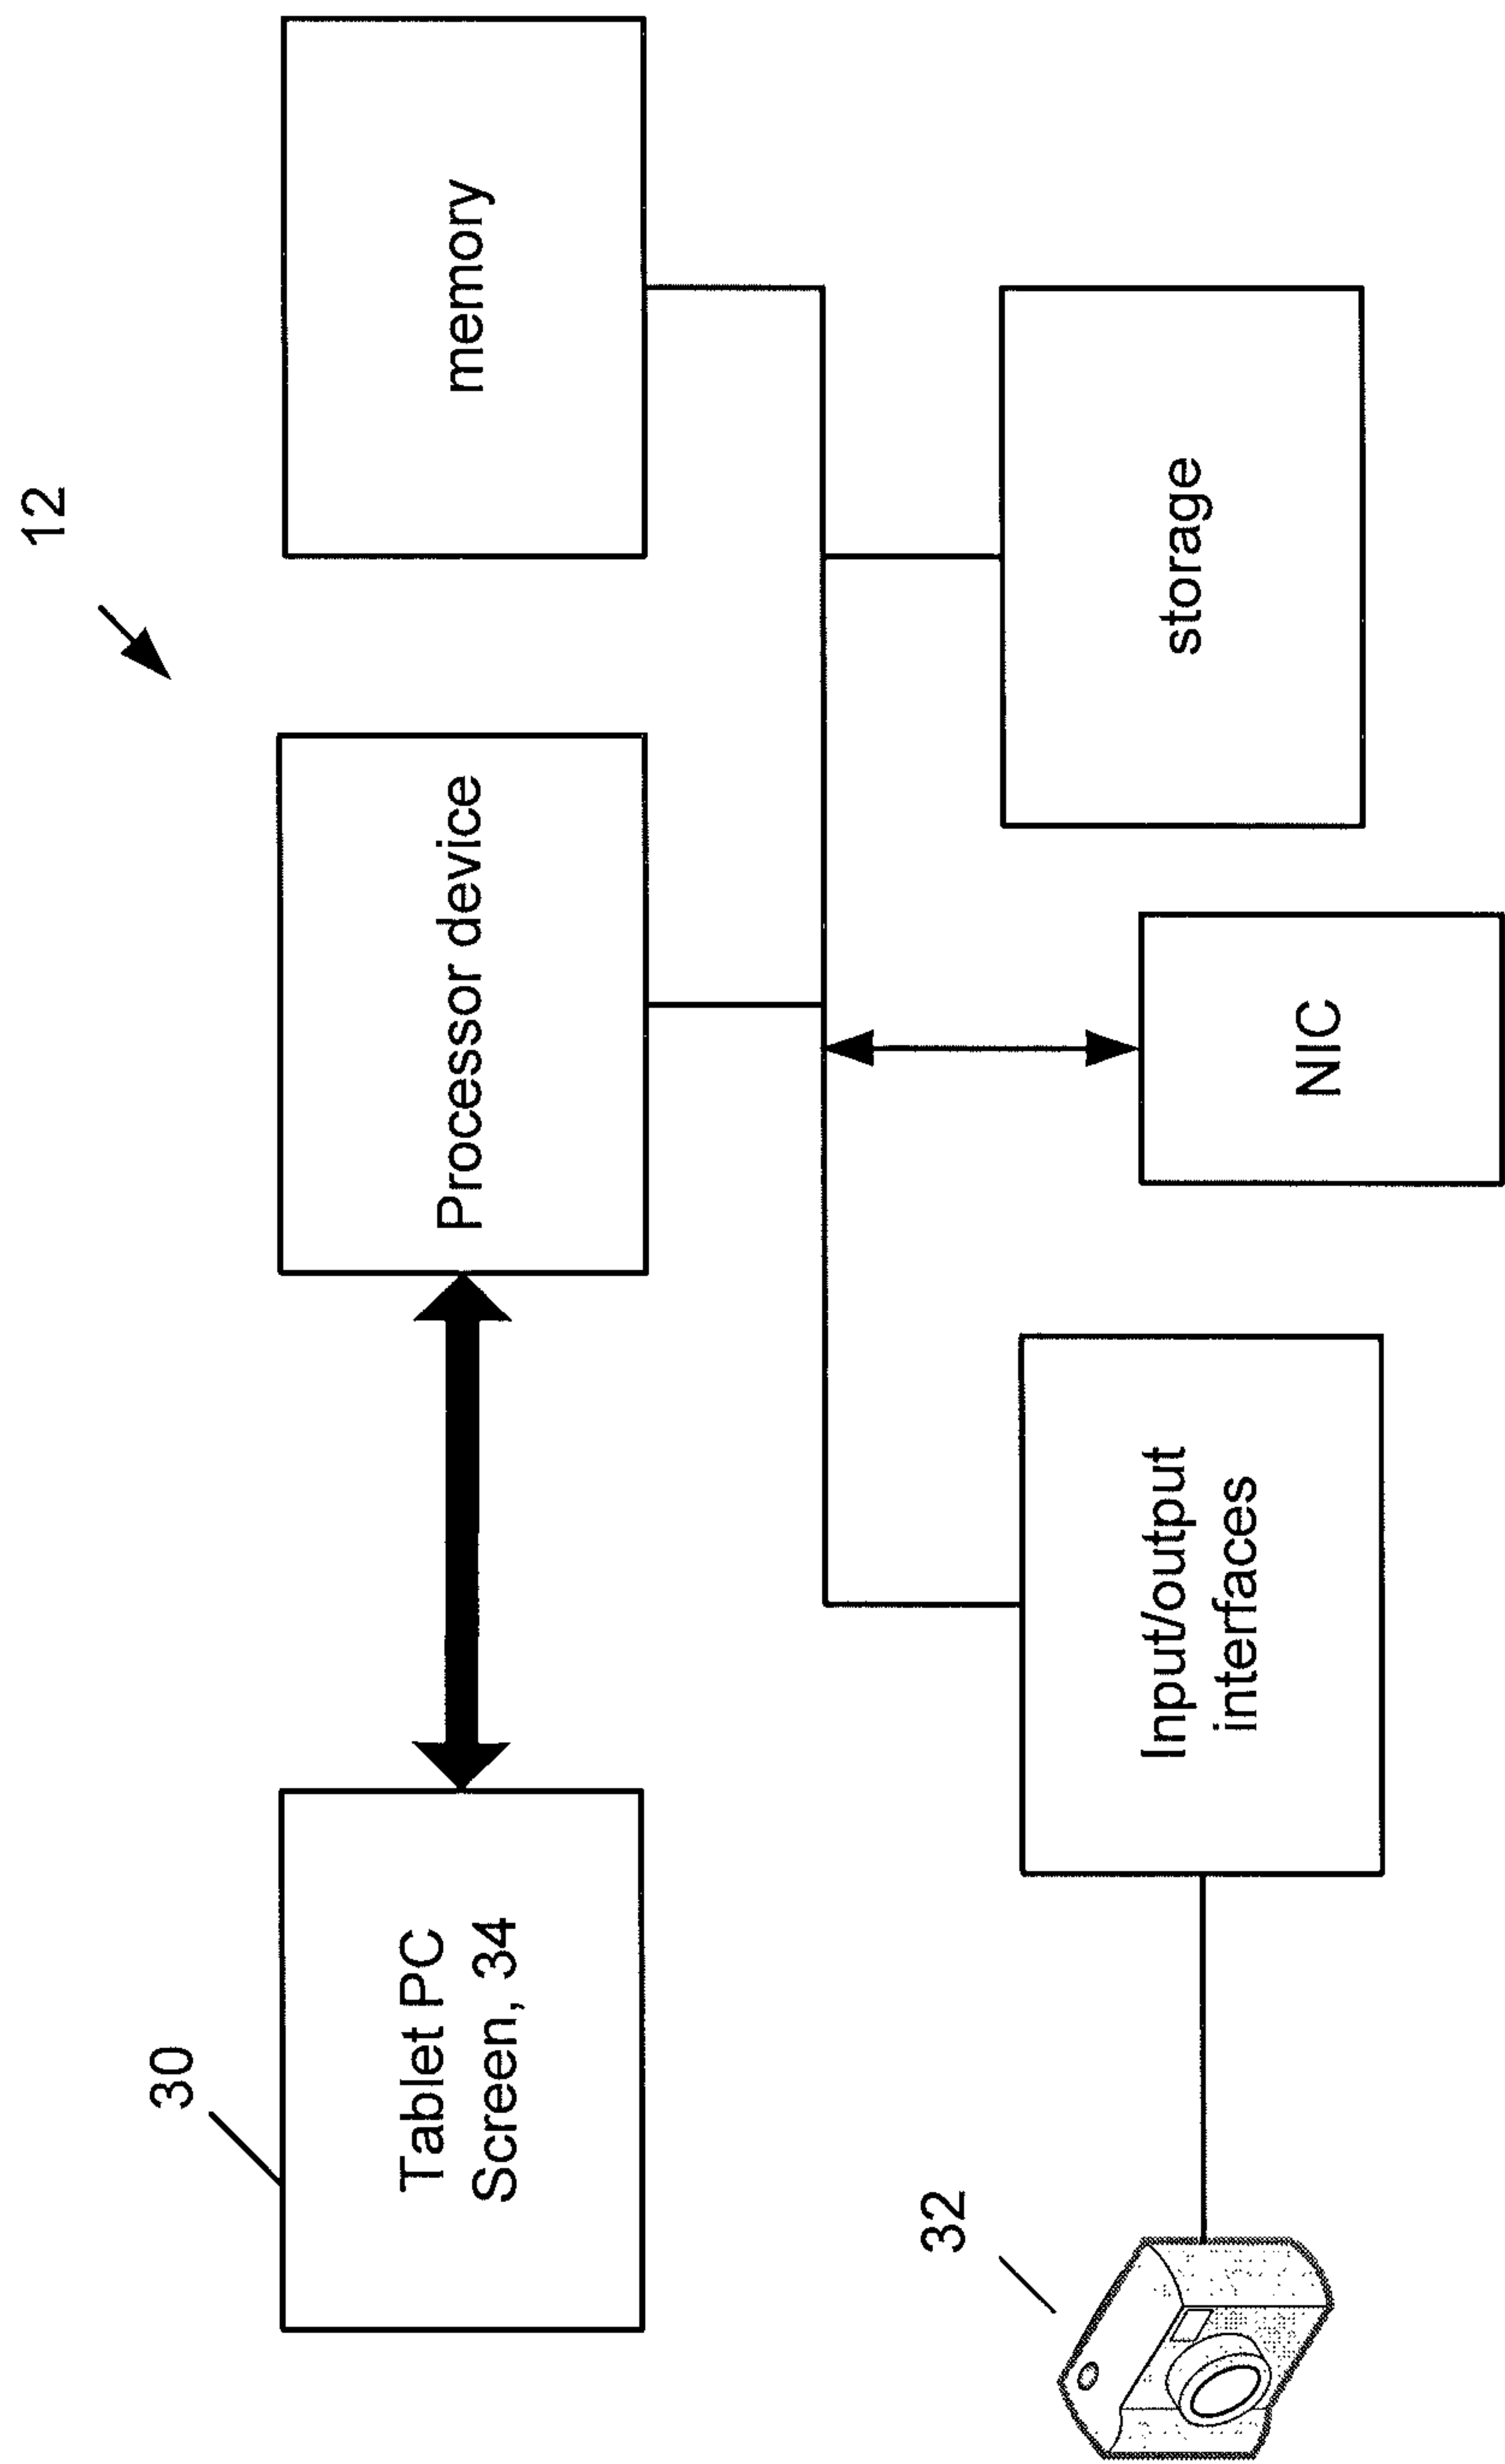 12
30
Tablet PC
Screen, 34
Processor device
memory
32
Input/output
interfaces
NIC
storage